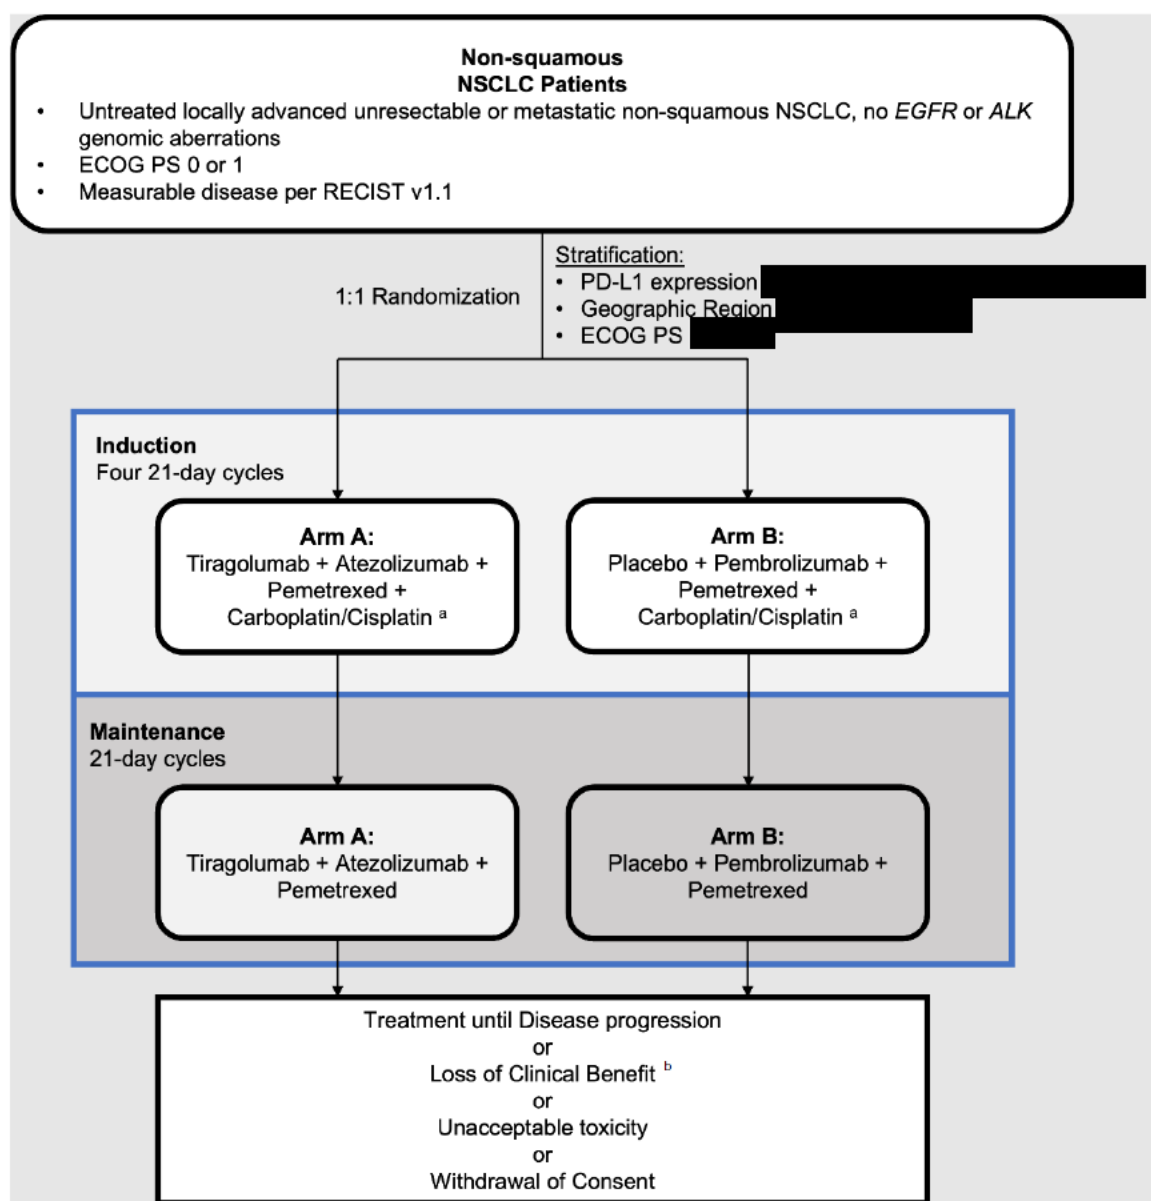 Non-squamous
NSCLC Patients
• Untreated locally advanced unresectable or metastatic non-squamous NSCLC, no EGFR or ALK
genomic aberrations
• ECOG PS 0 or 1
• Measurable disease per RECIST v1.1
1:1 Randomization
Stratification:
• PD-L1 expression
• Geographic Region
• ECOG PS
Induction
Four 21-day cycles
Arm A:
Tiragolumab + Atezolizumab +
Pemetrexed +
Carboplatin/Cisplatin a
Arm B:
Placebo + Pembrolizumab +
Pemetrexed +
Carboplatin/Cisplatin a
Maintenance
21-day cycles
Arm A:
Tiragolumab + Atezolizumab +
Pemetrexed
Arm B:
Placebo + Pembrolizumab +
Pemetrexed
Treatment until Disease progression
or
Loss of Clinical Benefit b
or
Unacceptable toxicity
or
Withdrawal of Consent